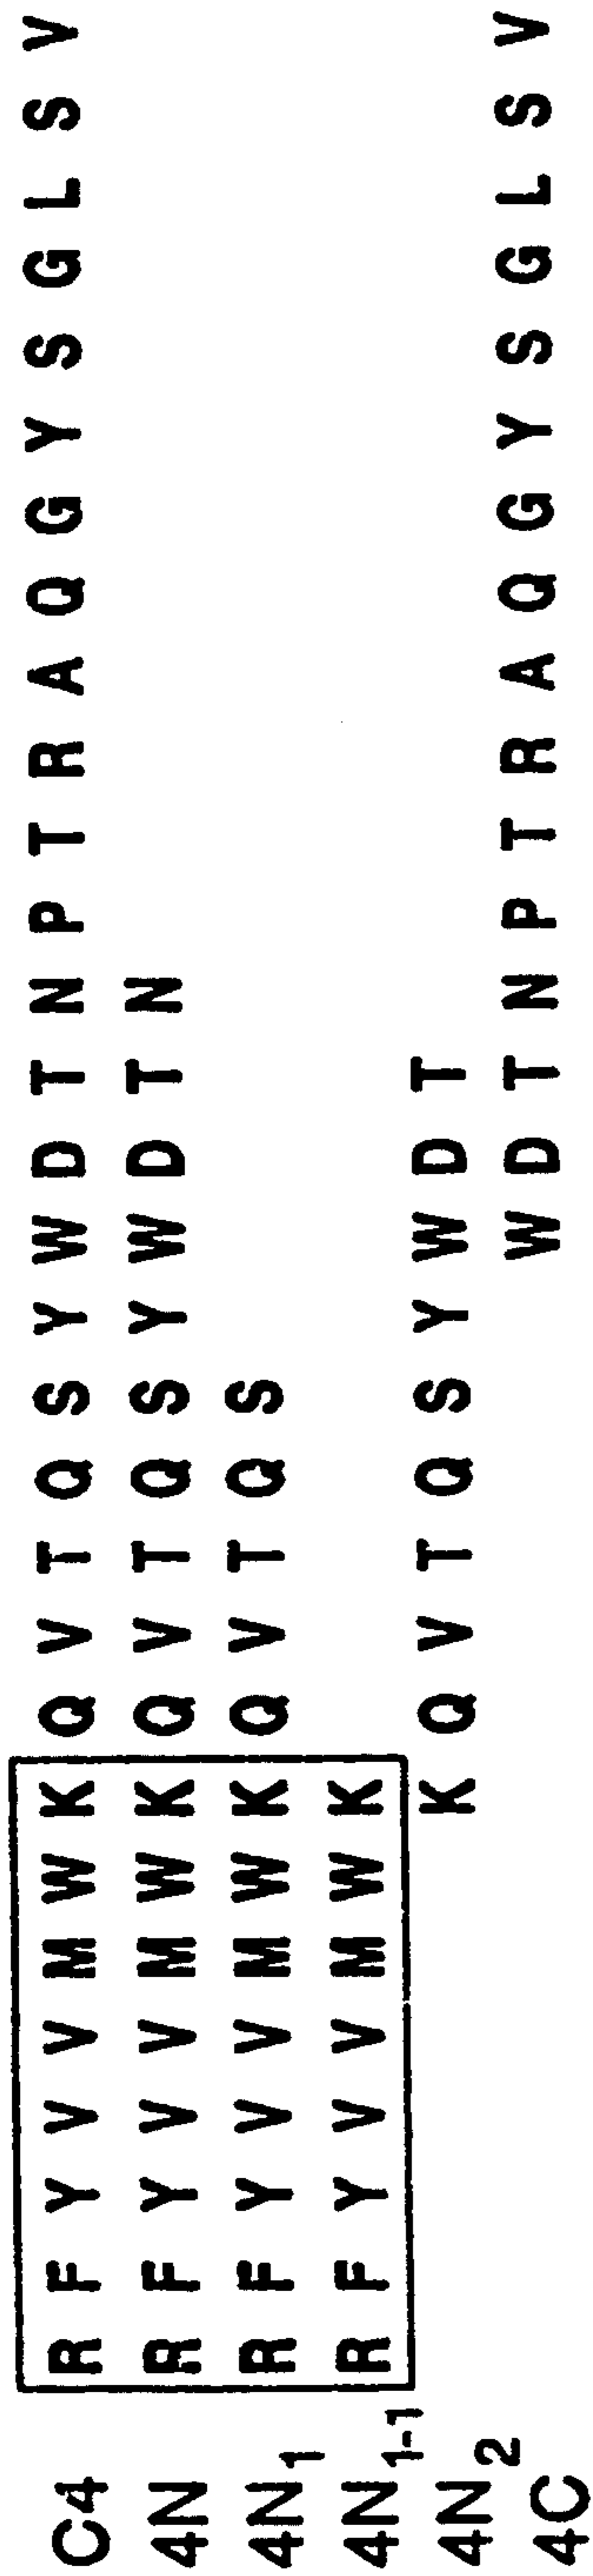 C4 R F Y V V M W K Q V T Q S Y W D T N P T R A Q G Y S G L S V
4N R F Y V V M W K Q V T Q S Y W D T N
4N1 R F Y V V M W K Q V T Q S
4N1-1 R F Y V V M W K
4N2 K Q V T Q S Y W D T
4C W D T N P T R A Q G Y S G L S V